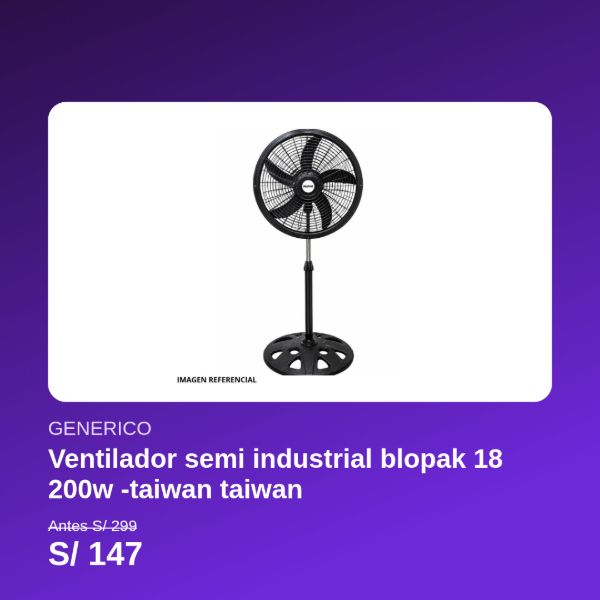 IMAGEN REFERENCIAL
GENERICO
Ventilador semi industrial blopak 18
200w -taiwan taiwan
Antes S/ 299
S/ 147